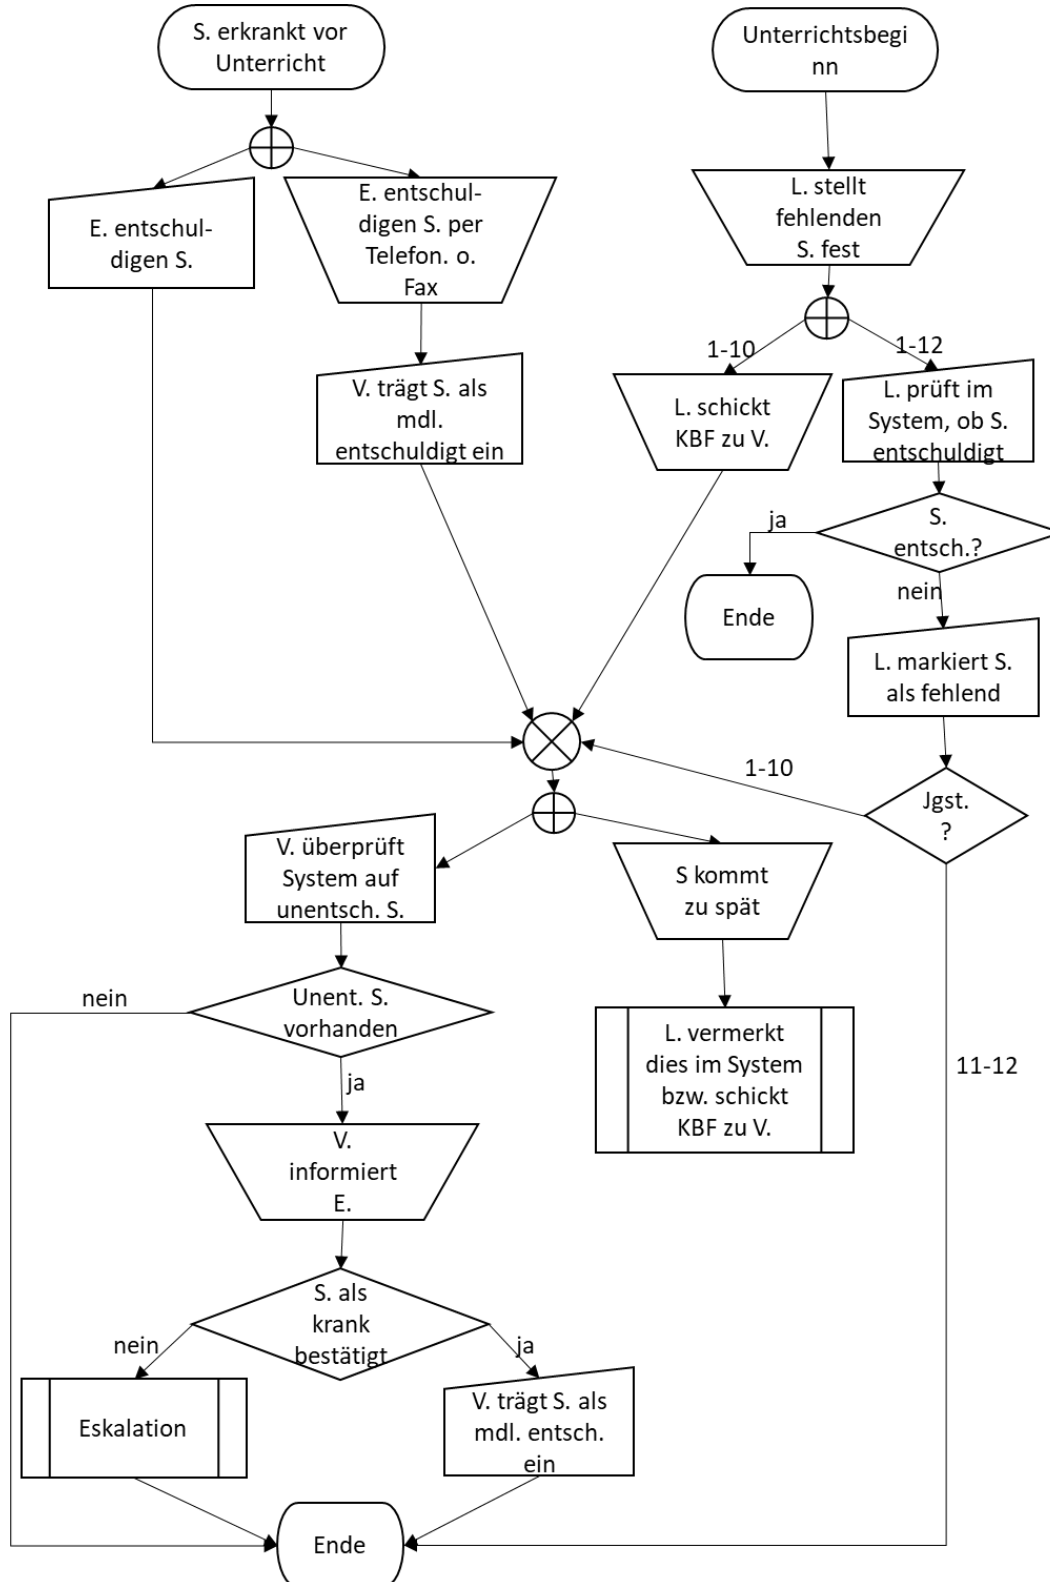 S. erkrankt vor
Unterricht
Unterrichtsbegi
nn
E. entschul-
digen S.
E. entschul-
digen S. per
Telefon. o.
Fax
L. stellt
fehlenden
S. fest
1-10
1-12
V. trägt S. als
mdl.
entschuldigt ein
L. schickt
KBF zu V.
L. prüft im
System, ob S.
entschuldigt
ja
S.
entsch.?
nein
Ende
L. markiert S.
als fehlend
1-10
Jgst.
?
V. überprüft
System auf
unentsch. S.
S kommt
zu spät
nein
Unent. S.
vorhanden
ja
L. vermerkt
dies im System
bzw. schickt
KBF zu V.
11-12
V.
informiert
E.
S. als
krank
bestätigt
nein
ja
Eskalation
V. trägt S. als
mdl. entsch.
ein
Ende